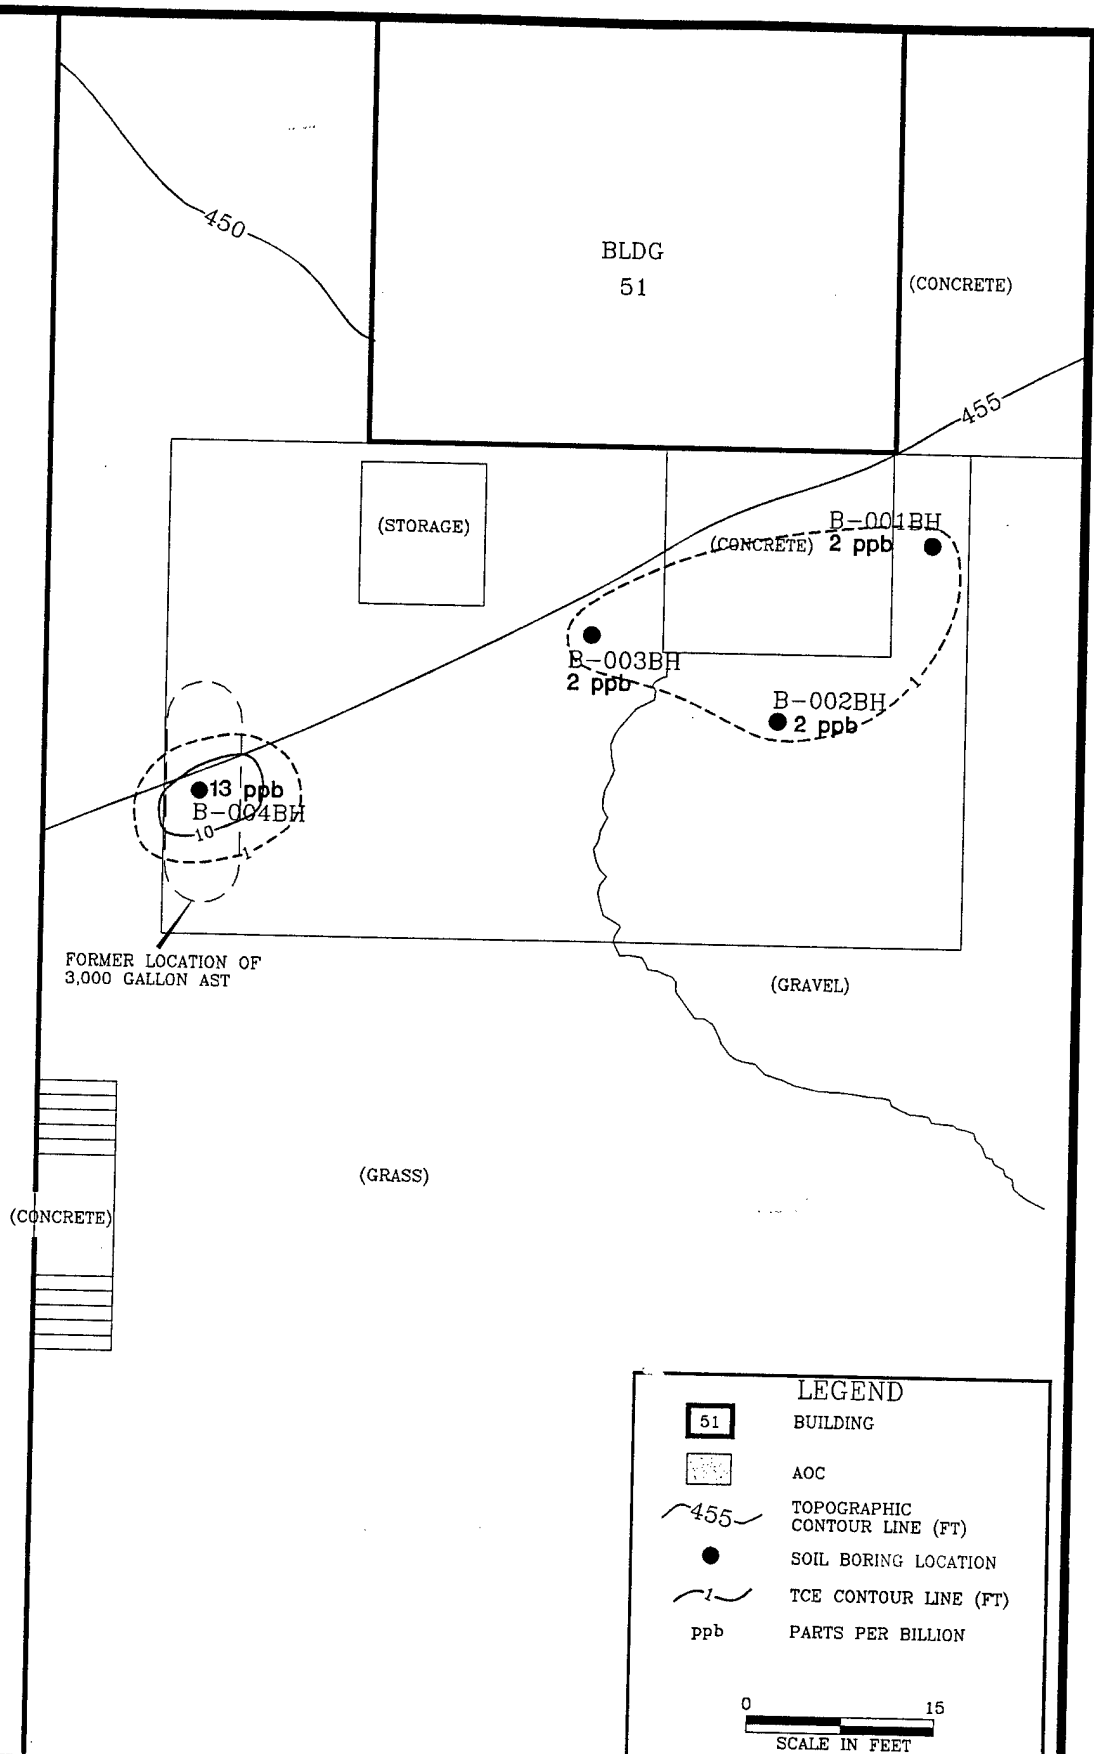 450
BLDG
51
(CONCRETE)
455
(STORAGE)
B-001BH
(CONCRETE) 2 ppb
B-003BH
2 ppb
B-002BH
2 ppb
1
13 ppb
B-004BH
10
1
FORMER LOCATION OF
3,000 GALLON AST
(GRAVEL)
(GRASS)
(CONCRETE)
LEGEND
51 BUILDING
AOC
455 TOPOGRAPHIC
CONTOUR LINE (FT)
SOIL BORING LOCATION
1 TCE CONTOUR LINE (FT)
ppb PARTS PER BILLION
0 15
SCALE IN FEET